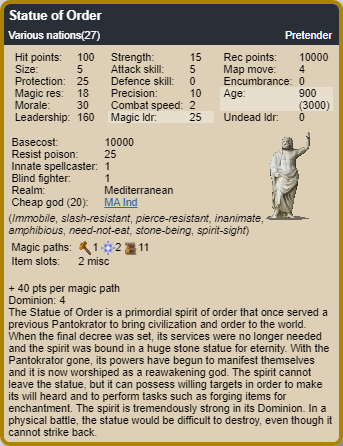 Statue of Order
Various nations(27) Pretender
Hit points: 100 Strength: 15 Rec points: 10000
Size: 5 Attack skill: 5 Map move: 4
Protection: 25 Defence skill: 0 Encumbrance: 0
Magic res: 18 Precision: 10 Age: 900
Morale: 30 Combat speed: 2 (3000)
Leadership: 160 Magic ldr: 25 Undead ldr: 0
Basecost: 10000
Resist poison: 25
Innate spellcaster: 1
Blind fighter: 1
Realm: Mediterranean
Cheap god (20): MA Ind
(Immobile, slash-resistant, pierce-resistant, inanimate,
amphibious, need-not-eat, stone-being, spirit-sight)
Magic paths: 1 2 11
Item slots: 2 misc
+ 40 pts per magic path
Dominion: 4
The Statue of Order is a primordial spirit of order that once served a
previous Pantokrator to bring civilization and order to the world.
When the final decree was set, its services were no longer needed
and the spirit was bound in a huge stone statue for eternity. With the
Pantokrator gone, its powers have begun to manifest themselves
and it is now worshiped as a reawakening god. The spirit cannot
leave the statue, but it can possess willing targets in order to make
its will heard and to perform tasks such as forging items for
enchantment. The spirit is tremendously strong in its Dominion. In a
physical battle, the statue would be difficult to destroy, even though it
cannot strike back.